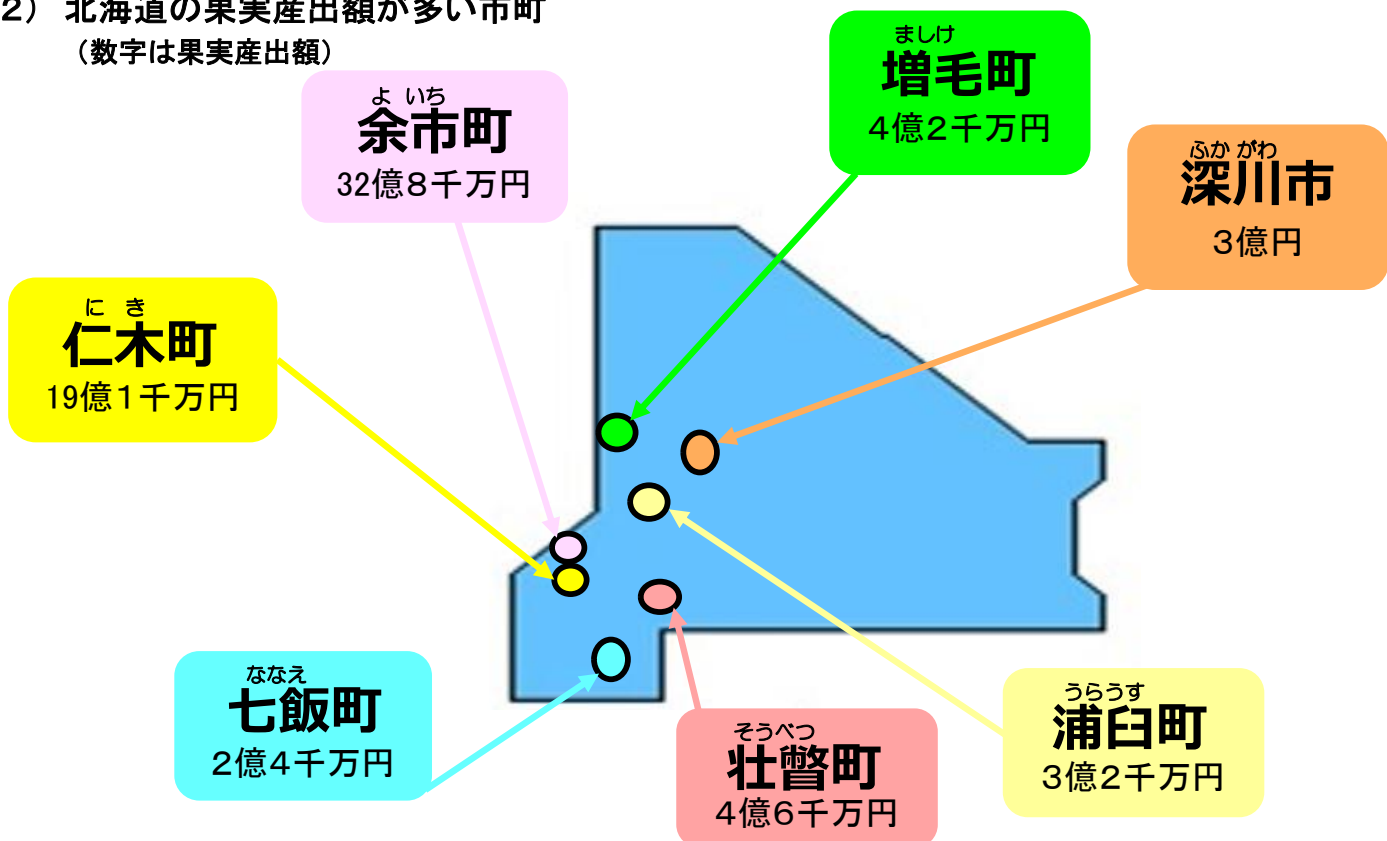 2） 北海道の果実産出額が多い市町
（数字は果実産出額）
ましけ
増毛町
4億2千万円
よ いち
余市町
32億8千万円
ふか がわ
深川市
3億円
に き
仁木町
19億1千万円
ななえ
七飯町
2億4千万円
そうべつ
壮瞥町
4億6千万円
うらうす
浦臼町
3億2千万円